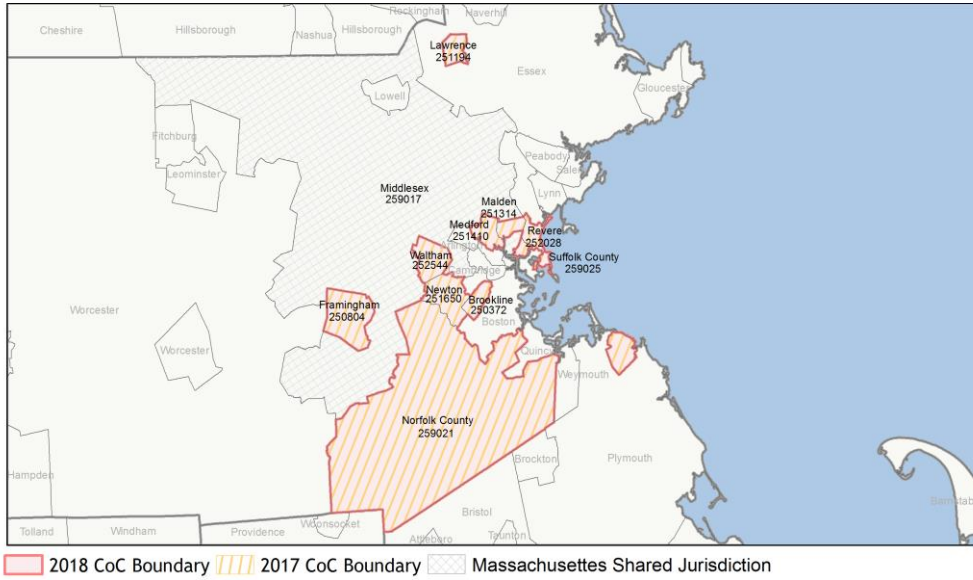 Cheshire
Hillsborough
Nashua
Hillsborough
Rockingham
Haverhill
Lawrence
251194
Essex
Gloucester
Lowell
Fitchburg
Leominster
Peabody
Salem
Lynn
Middlesex
259017
Malden
251314
Medford
251410
Revere
252028
Arlington
Suffolk County
259025
Waltham
252544
Cambridge
Newton
251650
Brookline
250372
Framingham
250804
Boston
Worcester
Worcester
Quincy
Weymouth
Norfolk County
259021
Hampden
Brockton
Plymouth
Barnstab
Bristol
Tolland
Windham
Providence
Woonsocket
Attleboro
Taunton
2018 CoC Boundary
2017 CoC Boundary
Massachusettes Shared Jurisdiction